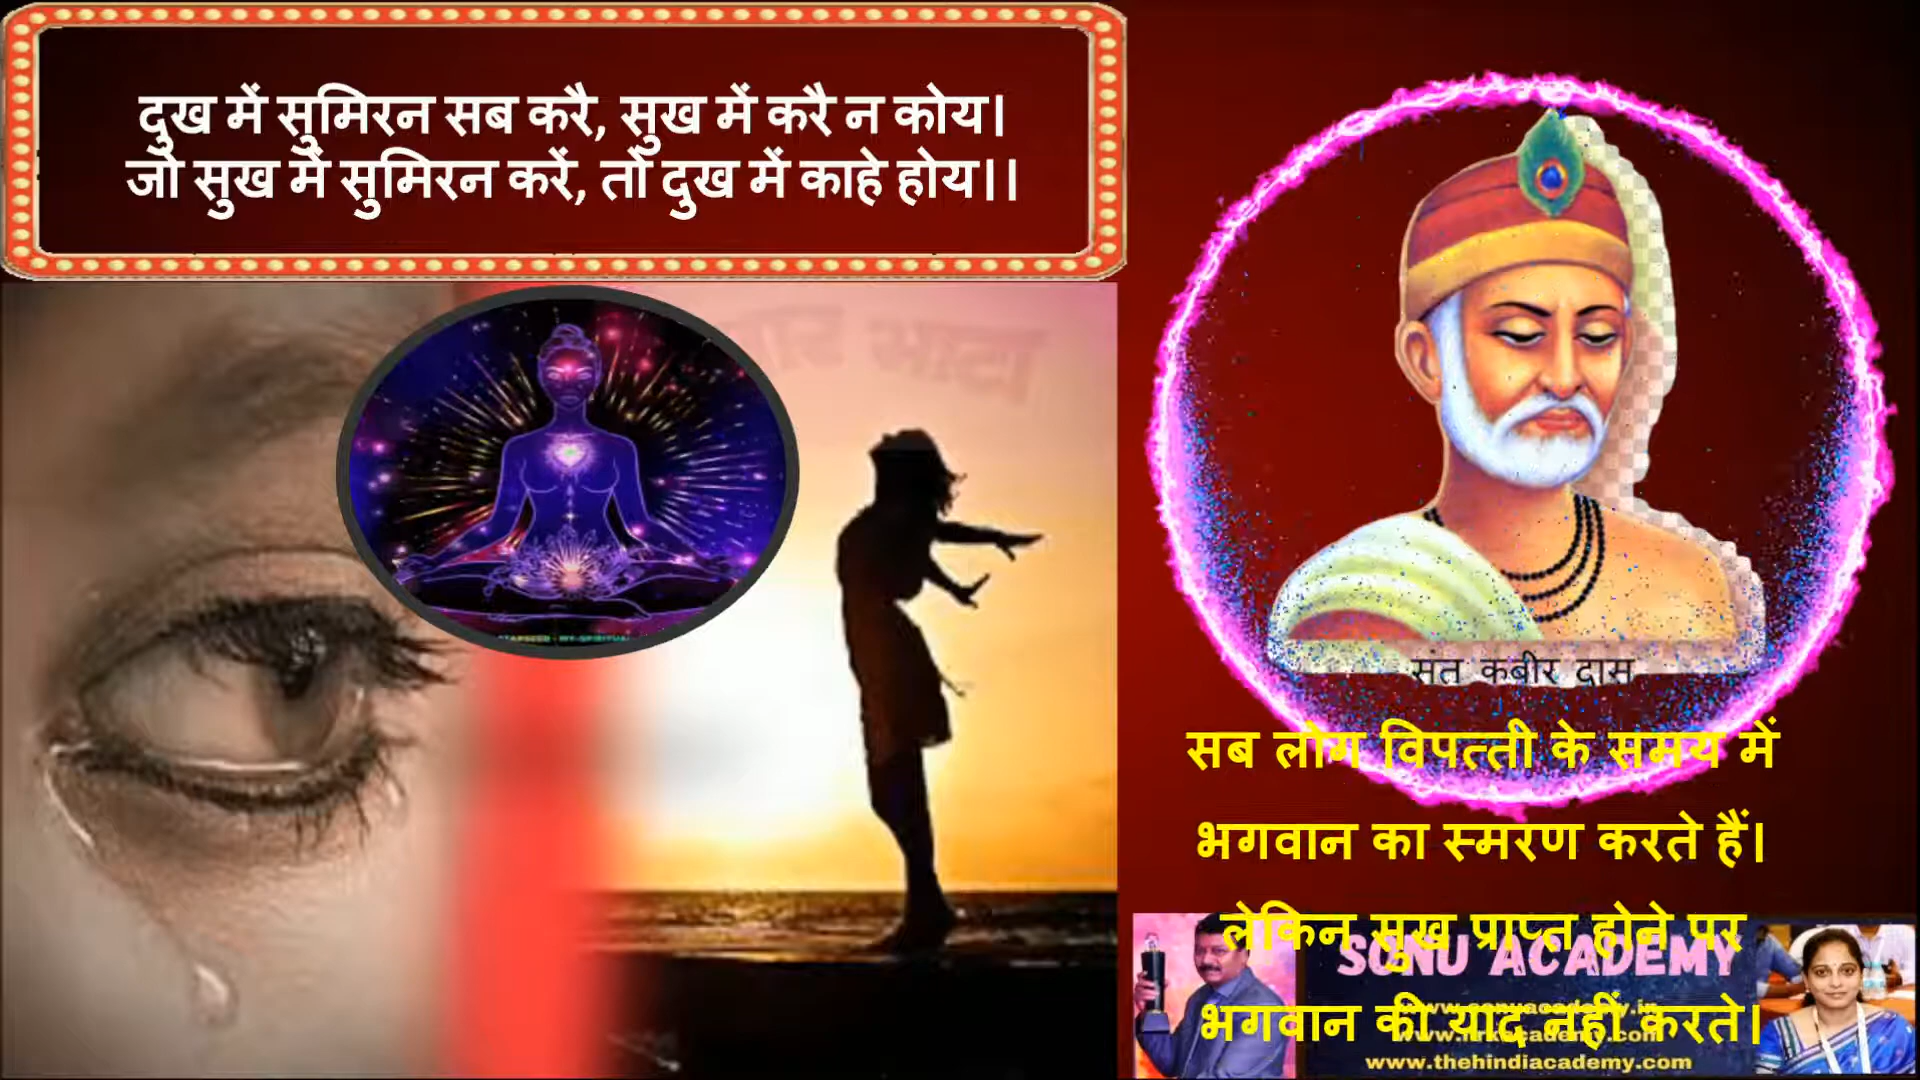 दुख में सुमिरन सब करै, सुख में करै न कोय।
जो सुख में सुमिरन करें, तो दुख में काहे होय।।
संत कबीर दास
सब लोग विपत्ती के समय में
भगवान का स्मरण करते हैं।
लेकिन सुख प्राप्त होने पर
SONU ACADEMY
भगवान की याद नहीं करते।
www.thehindiacademy.com